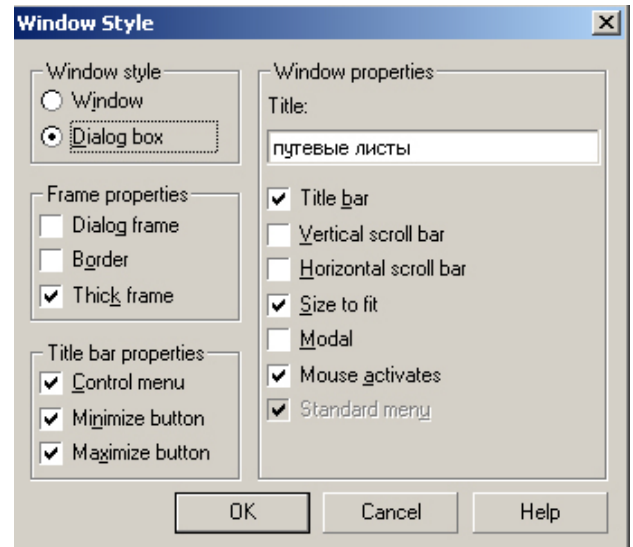 Window Style
Window style
Window
Dialog box
Frame properties
Dialog frame
Border
Thick frame
Title bar properties
Control menu
Minimize button
Maximize button
Window properties
Title:
путевые листы
Title bar
Vertical scroll bar
Horizontal scroll bar
Size to fit
Modal
Mouse activates
Standard menu
OK
Cancel
Help